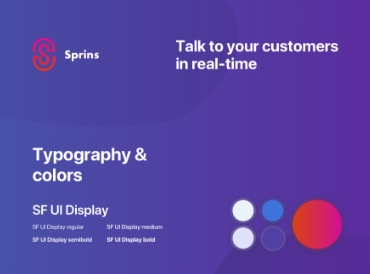 Sprins
Talk to your customers
in real-time
Typography &
colors
SF UI Display
SF UI Display regular
SF UI Display medium
SF UI Display semibold
SF UI Display bold